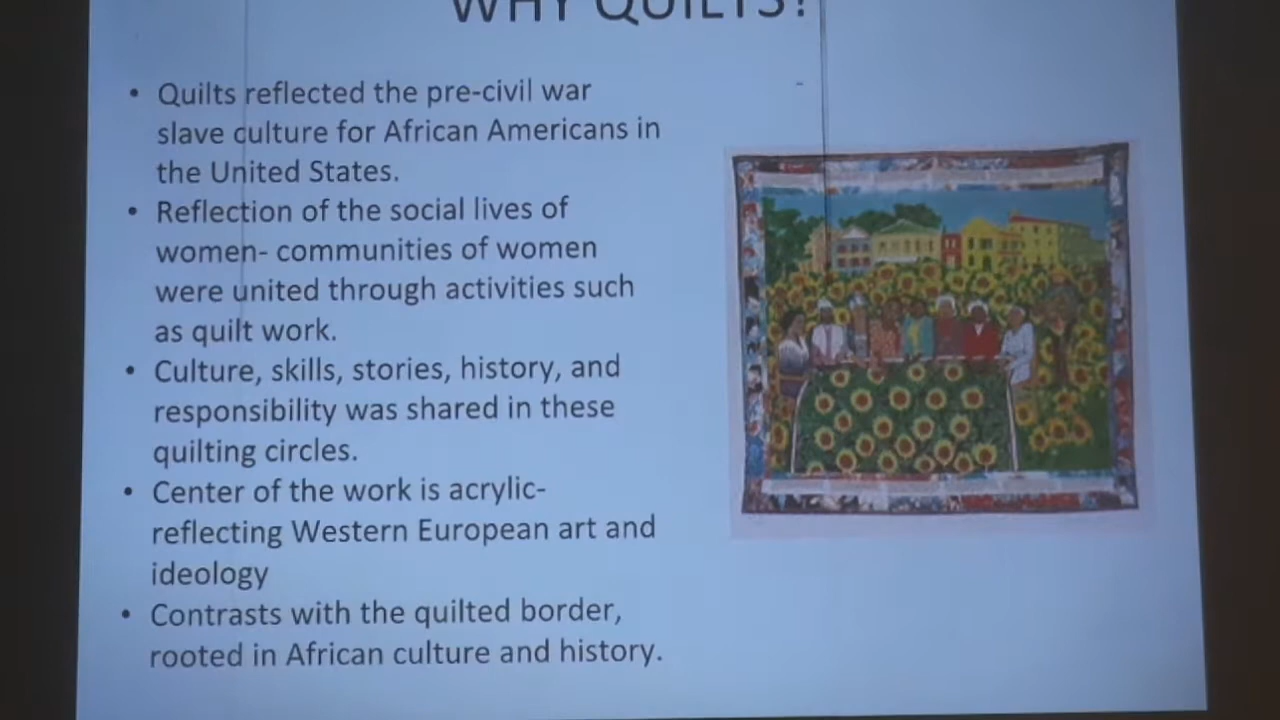 WHY QUILTS?
• Quilts reflected the pre-civil war
slave culture for African Americans in
the United States.
• Reflection of the social lives of
women- communities of women
were united through activities such
as quilt work.
• Culture, skills, stories, history, and
responsibility was shared in these
quilting circles.
• Center of the work is acrylic-
reflecting Western European art and
ideology
• Contrasts with the quilted border,
rooted in African culture and history.